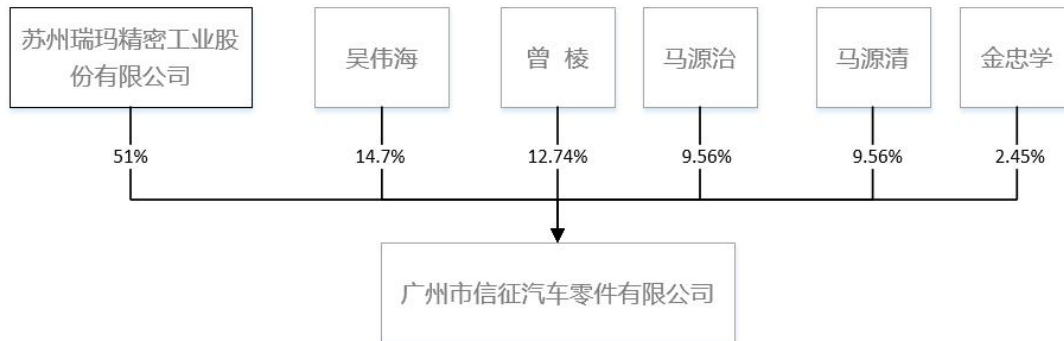 苏州瑞玛精密工业股
份有限公司
吴伟海
曾 棱
马源治
马源清
金忠学
51%
14.7%
12.74%
9.56%
9.56%
2.45%
广州市信征汽车零件有限公司